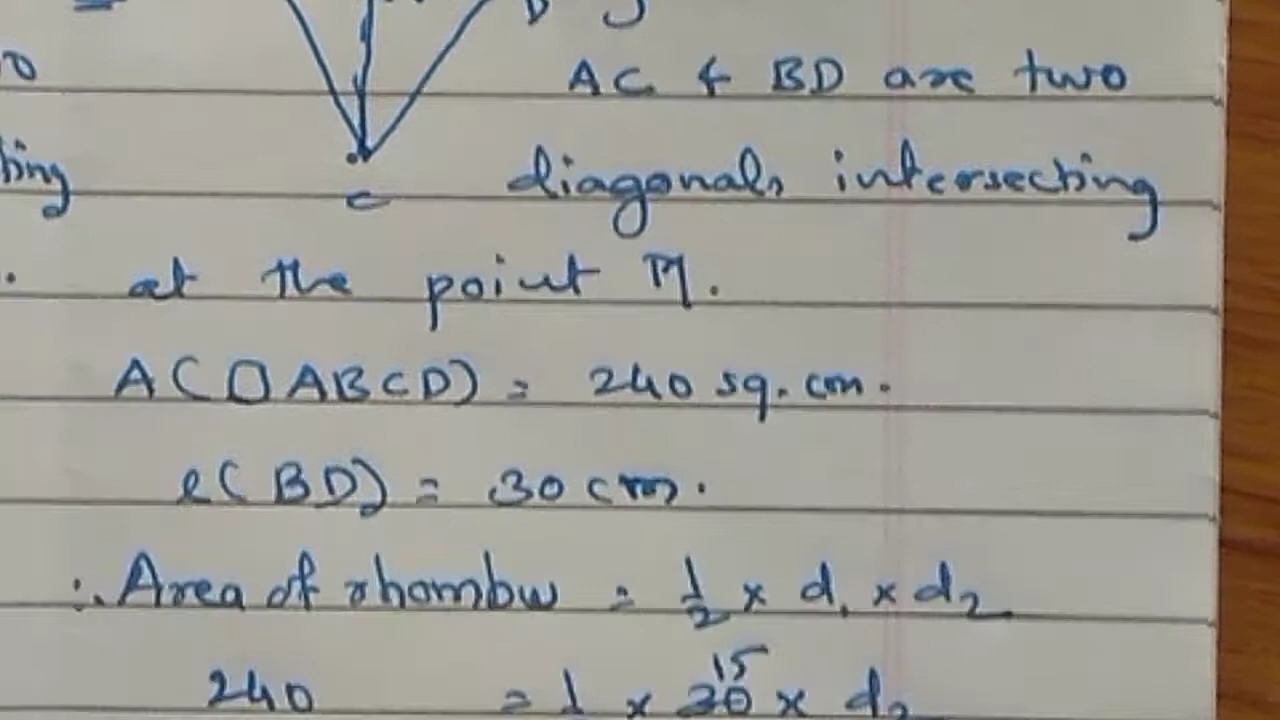 AC & BD are two
diagonals intersecting
C
at the point M.
A(□ABCD) = 240 sq.cm.
l(BD) = 30 cm.
∴ Area of rhombus = 1/2 × d1 × d2
15
240 = 1 × 30 × d2